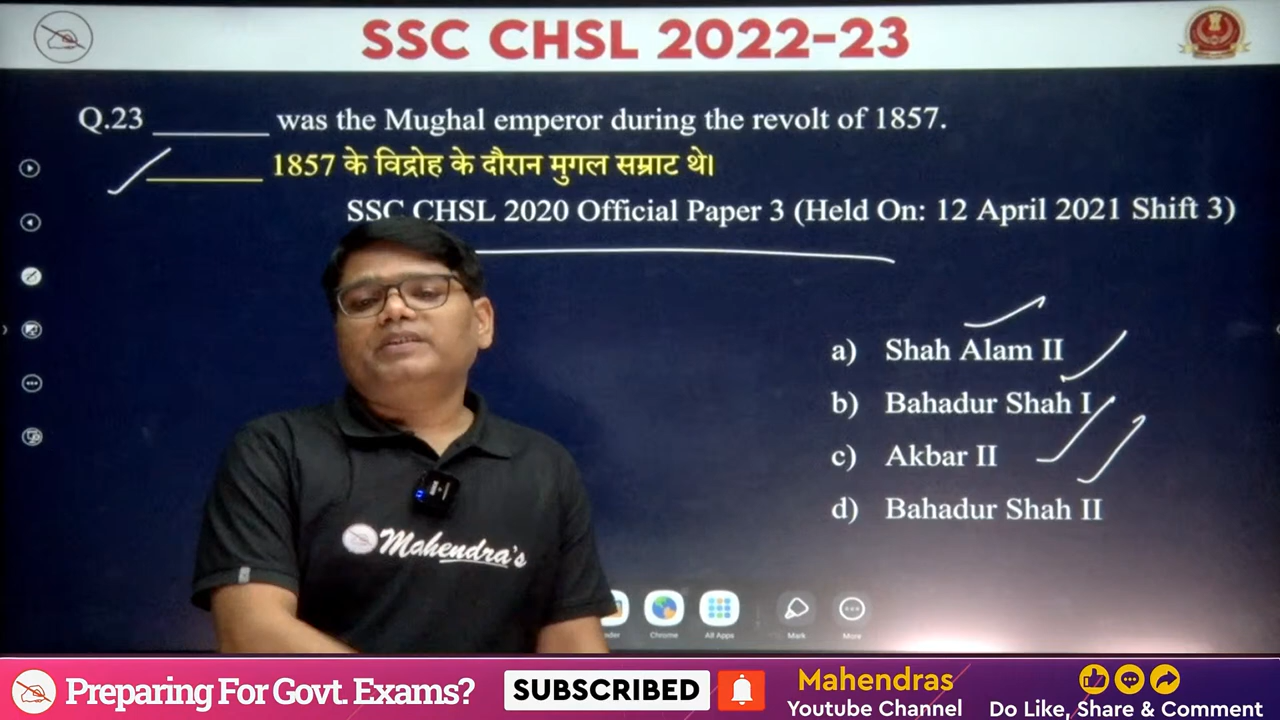 SSC CHSL 2022-23
Q.23 ________ was the Mughal emperor during the revolt of 1857.
________ 1857 के विद्रोह के दौरान मुगल सम्राट थे।
SSC CHSL 2020 Official Paper 3 (Held On: 12 April 2021 Shift 3)
a) Shah Alam II
b) Bahadur Shah I
c) Akbar II
d) Bahadur Shah II
Mahendra's
Chrome
All Apps
Mark
More
Preparing For Govt. Exams?
SUBSCRIBED
Mahendras
Youtube Channel
Do Like, Share & Comment